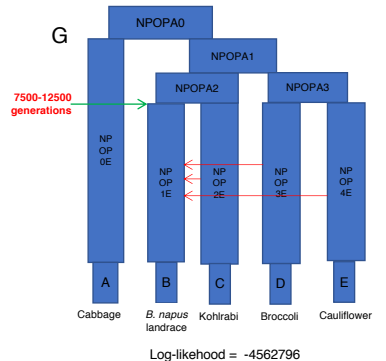 G
NPOPA0
NPOPA1
7500-12500
generations
NPOPA2
NPOPA3
NP
OP
0E
NP
OP
1E
NP
OP
2E
NP
OP
3E
NP
OP
4E
A
B
C
D
E
Cabbage
B. napus
landrace
Kohlrabi
Broccoli
Cauliflower
Log-likehood = -4562796